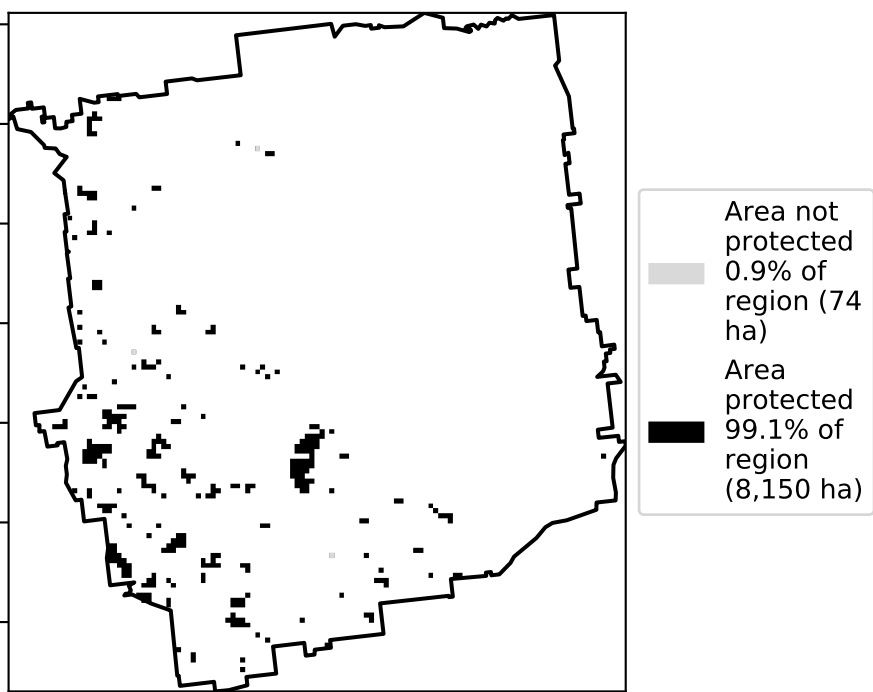 Area not
protected
0.9% of
region (74
ha)
Area
protected
99.1% of
region
(8,150 ha)